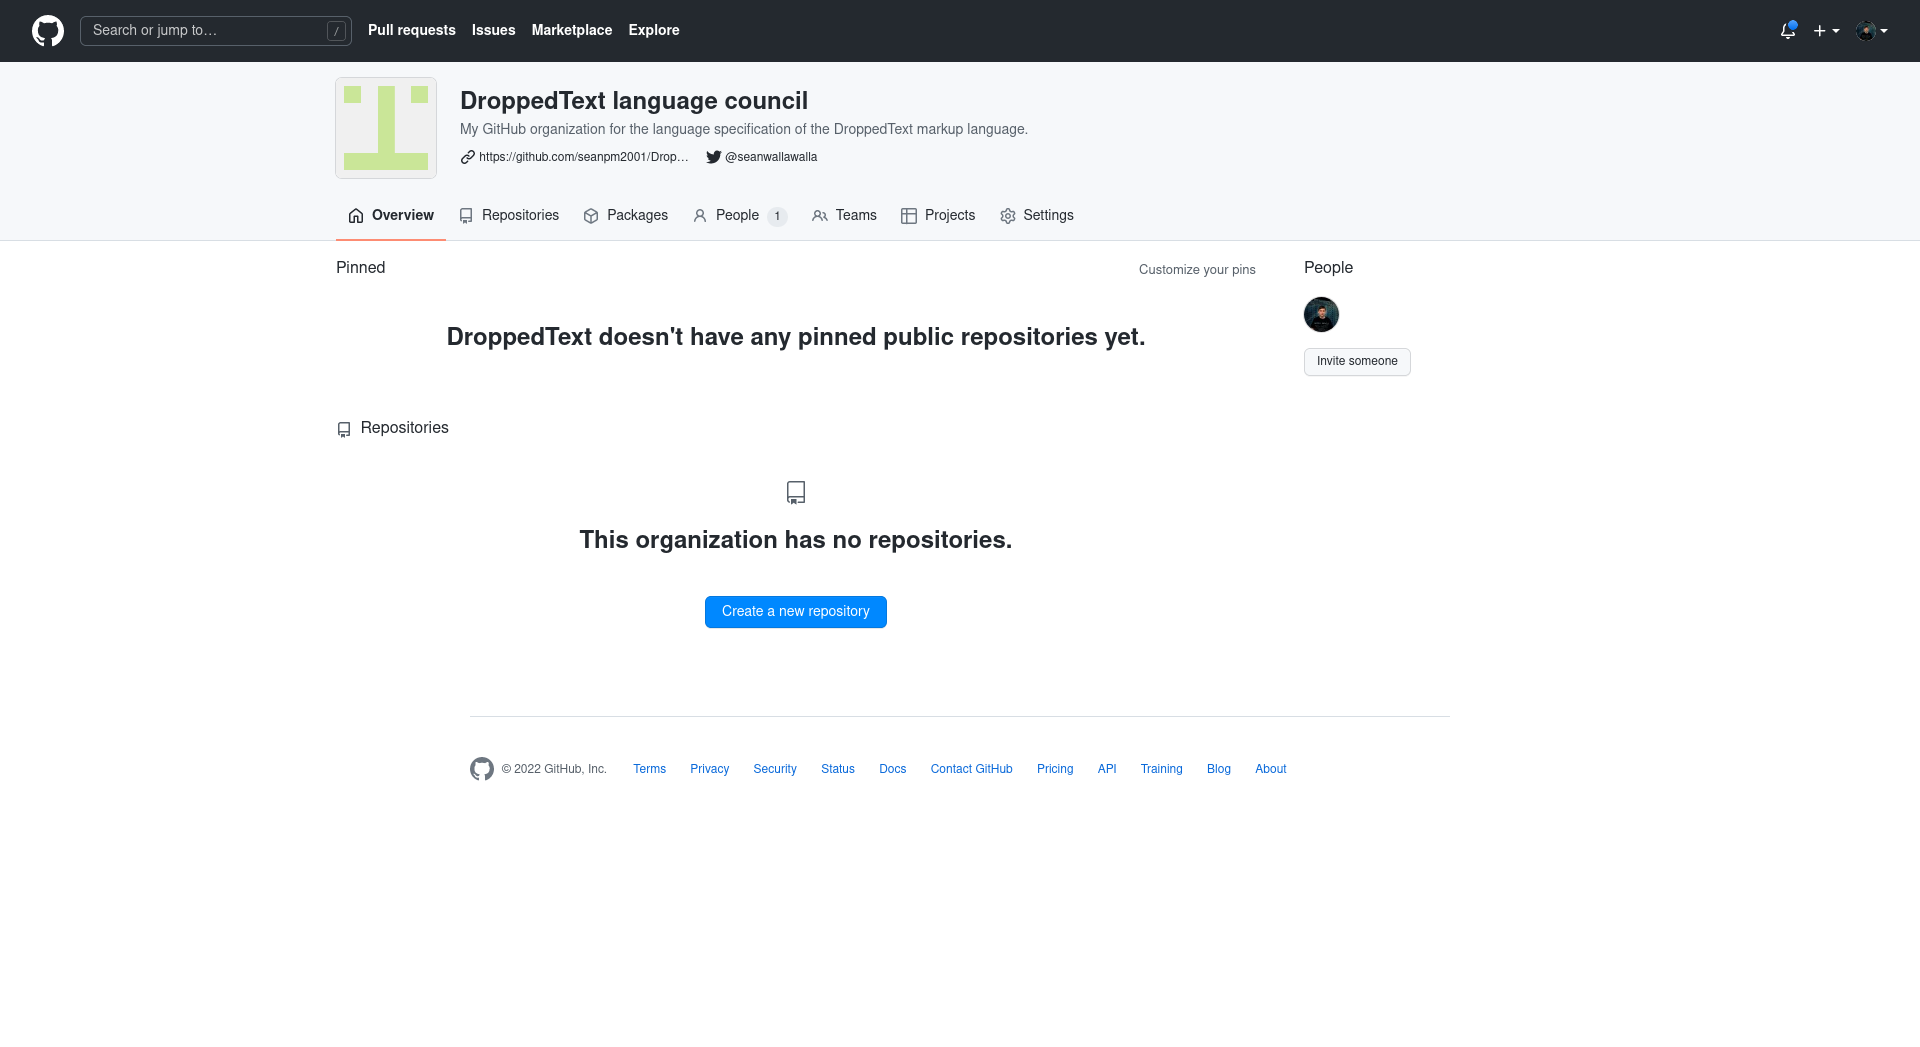 Search or jump to…
/
Pull requests
Issues
Marketplace
Explore
DroppedText language council
My GitHub organization for the language specification of the DroppedText markup language.
https://github.com/seanpm2001/Drop…
@seanwallawalla
Overview
Repositories
Packages
People 1
Teams
Projects
Settings
Pinned
Customize your pins
DroppedText doesn't have any pinned public repositories yet.
People
Invite someone
Repositories
This organization has no repositories.
Create a new repository
© 2022 GitHub, Inc.
Terms
Privacy
Security
Status
Docs
Contact GitHub
Pricing
API
Training
Blog
About